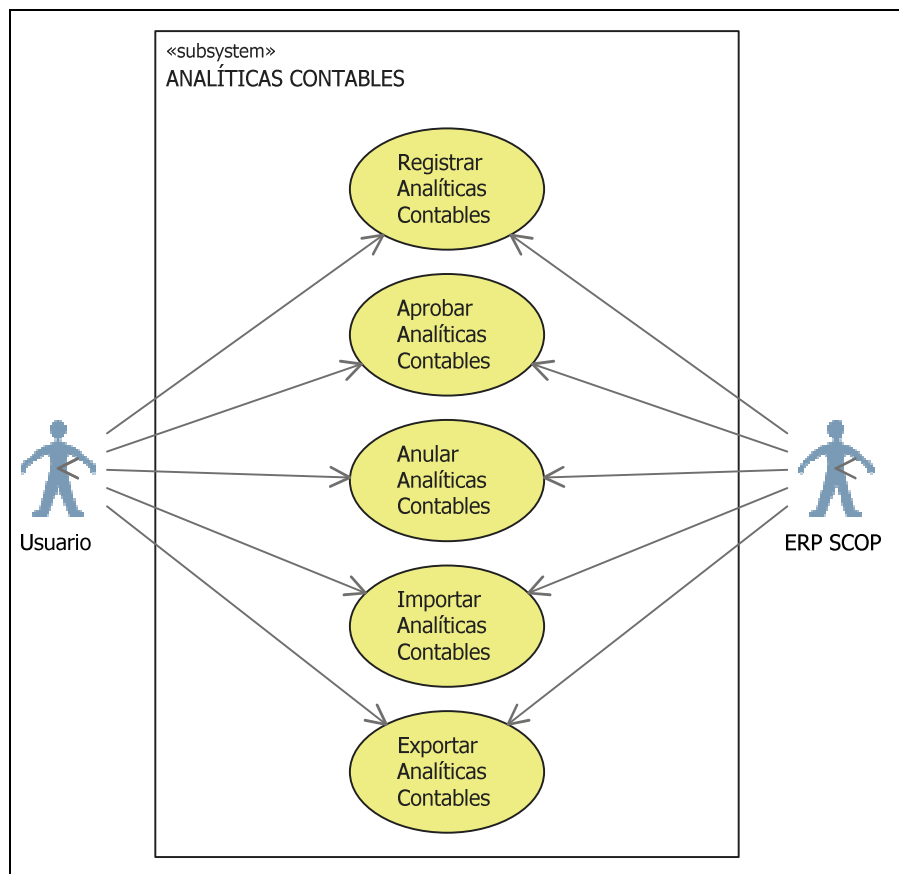 «subsystem»
ANALÍTICAS CONTABLES
Registrar
Analíticas
Contables
Aprobar
Analíticas
Contables
Anular
Analíticas
Contables
Usuario
ERP SCOP
Importar
Analíticas
Contables
Exportar
Analíticas
Contables